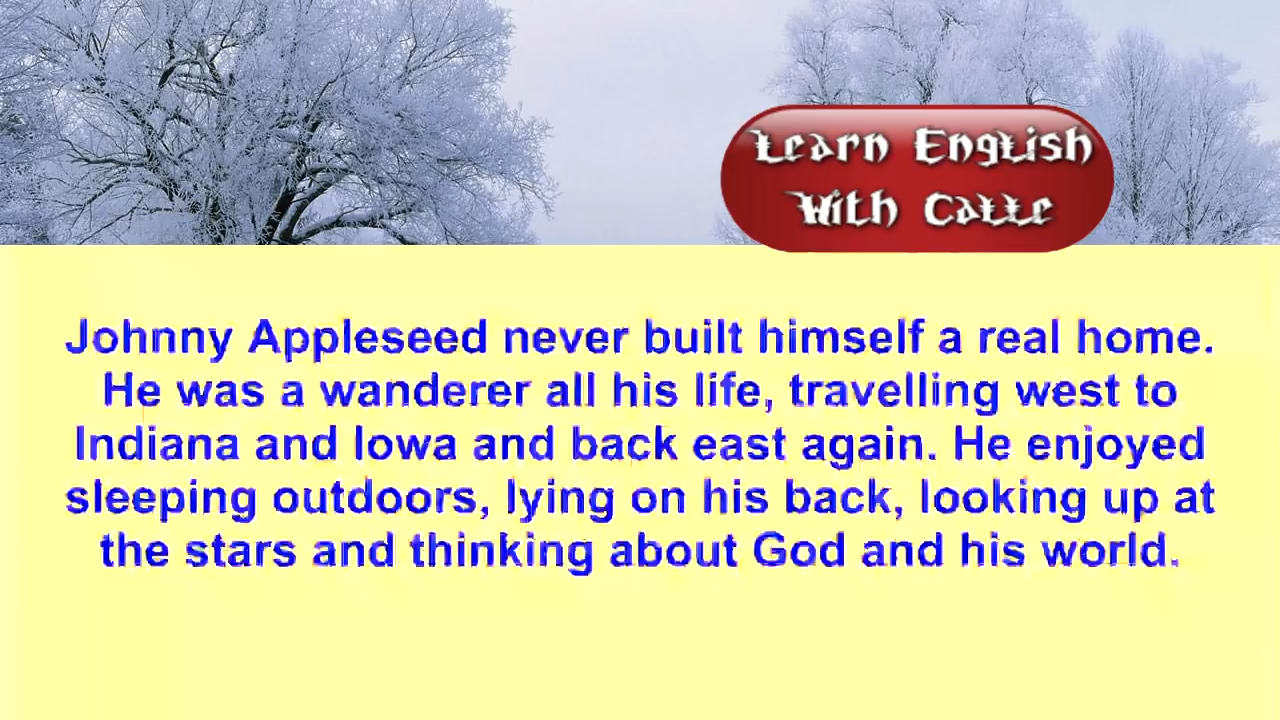 Learn English
With Calle
Johnny Appleseed never built himself a real home.
He was a wanderer all his life, travelling west to
Indiana and Iowa and back east again. He enjoyed
sleeping outdoors, lying on his back, looking up at
the stars and thinking about God and his world.